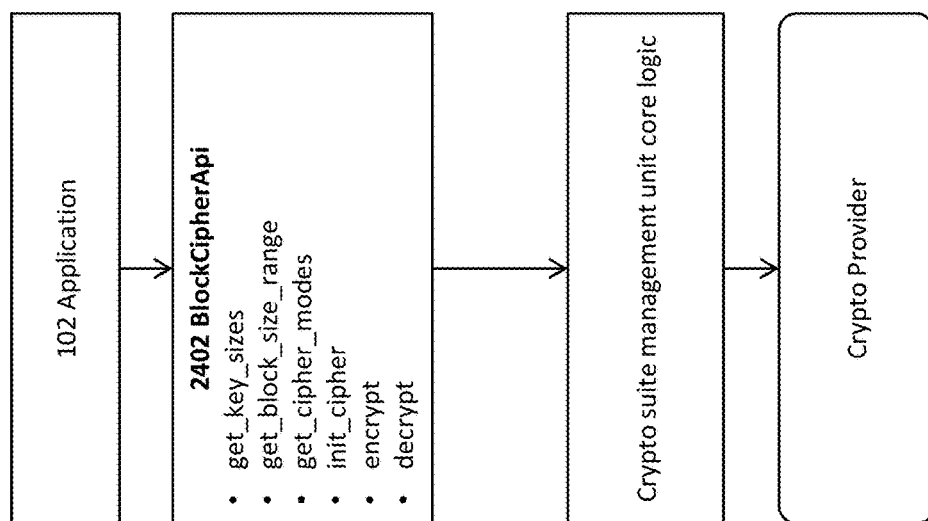 102 Application
2402 BlockCipherApi
• get_key_sizes
• get_block_size_range
• get_cipher_modes
• init_cipher
• encrypt
• decrypt
Crypto suite management unit core logic
Crypto Provider